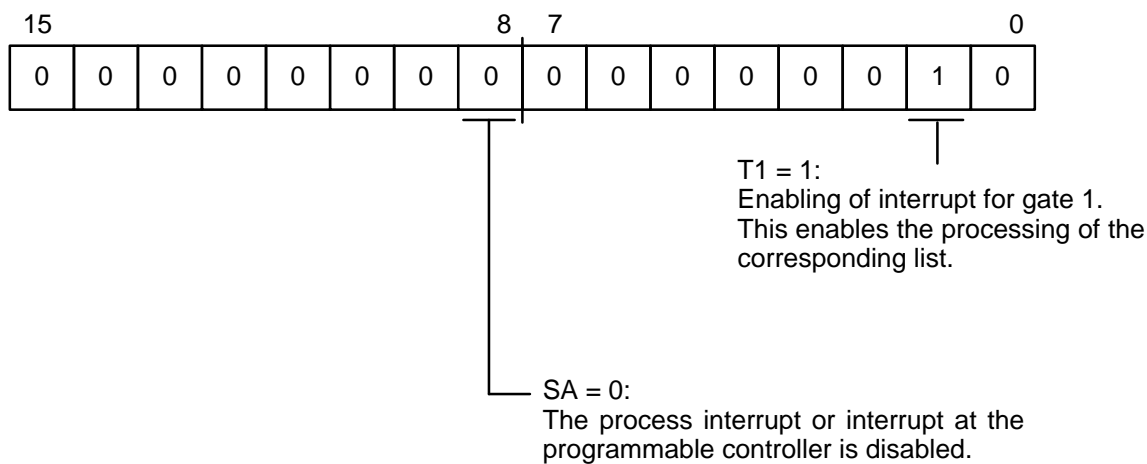 15 8 7 0
0 0 0 0 0 0 0 0 0 0 0 0 0 0 1 0
T1 = 1:
Enabling of interrupt for gate 1.
This enables the processing of the
corresponding list.
SA = 0:
The process interrupt or interrupt at the
programmable controller is disabled.